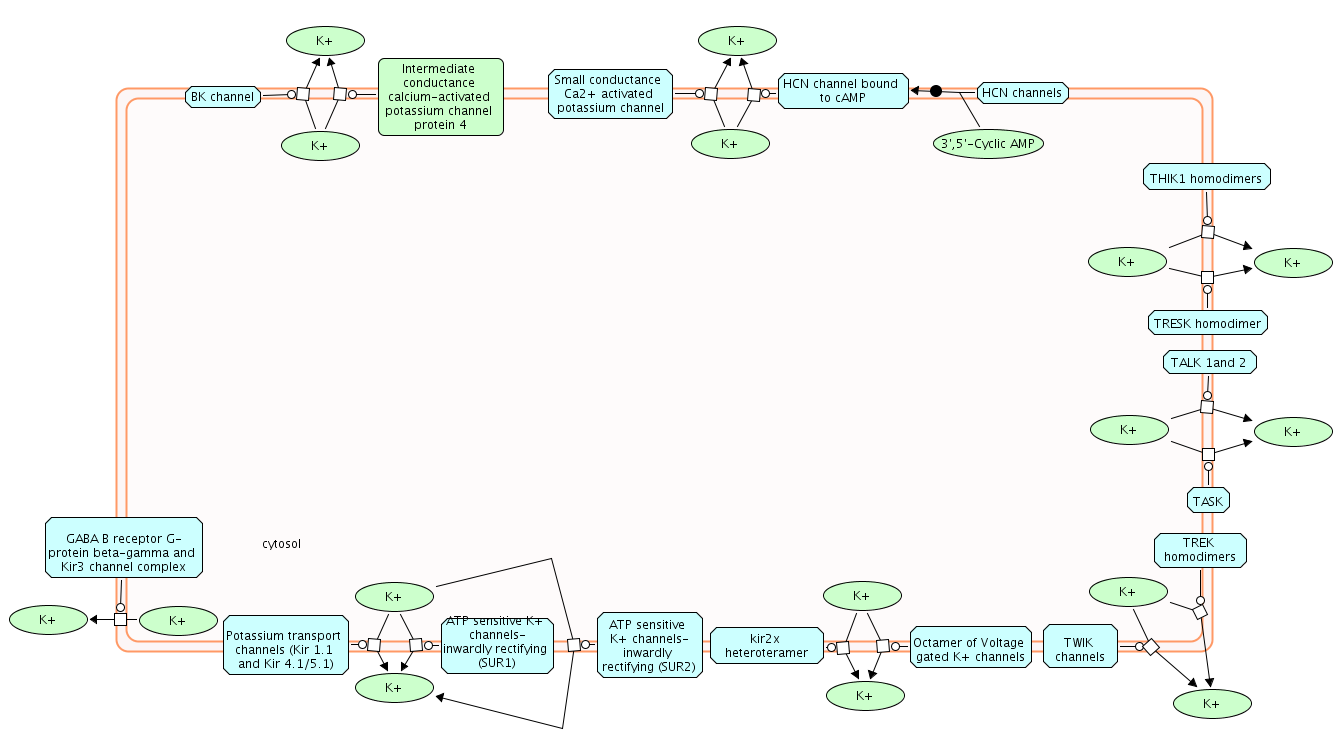 K+
K+
BK channel
Intermediate
conductance
calcium-activated
potassium channel
protein 4
Small conductance
Ca2+ activated
potassium channel
HCN channel bound
to cAMP
HCN channels
K+
K+
3',5'-Cyclic AMP
THIK1 homodimers
K+
K+
TRESK homodimer
TALK 1and 2
K+
K+
TASK
TREK
homodimers
GABA B receptor G-
protein beta-gamma and
Kir3 channel complex
cytosol
K+
K+
K+
K+
K+
Potassium transport
channels (Kir 1.1
and Kir 4.1/5.1)
ATP sensitive K+
channels-
inwardly rectifying
(SUR1)
ATP sensitive
K+ channels-
inwardly
rectifying (SUR2)
kir2x
heteroteramer
Octamer of Voltage
gated K+ channels
TWIK
channels
K+
K+
K+